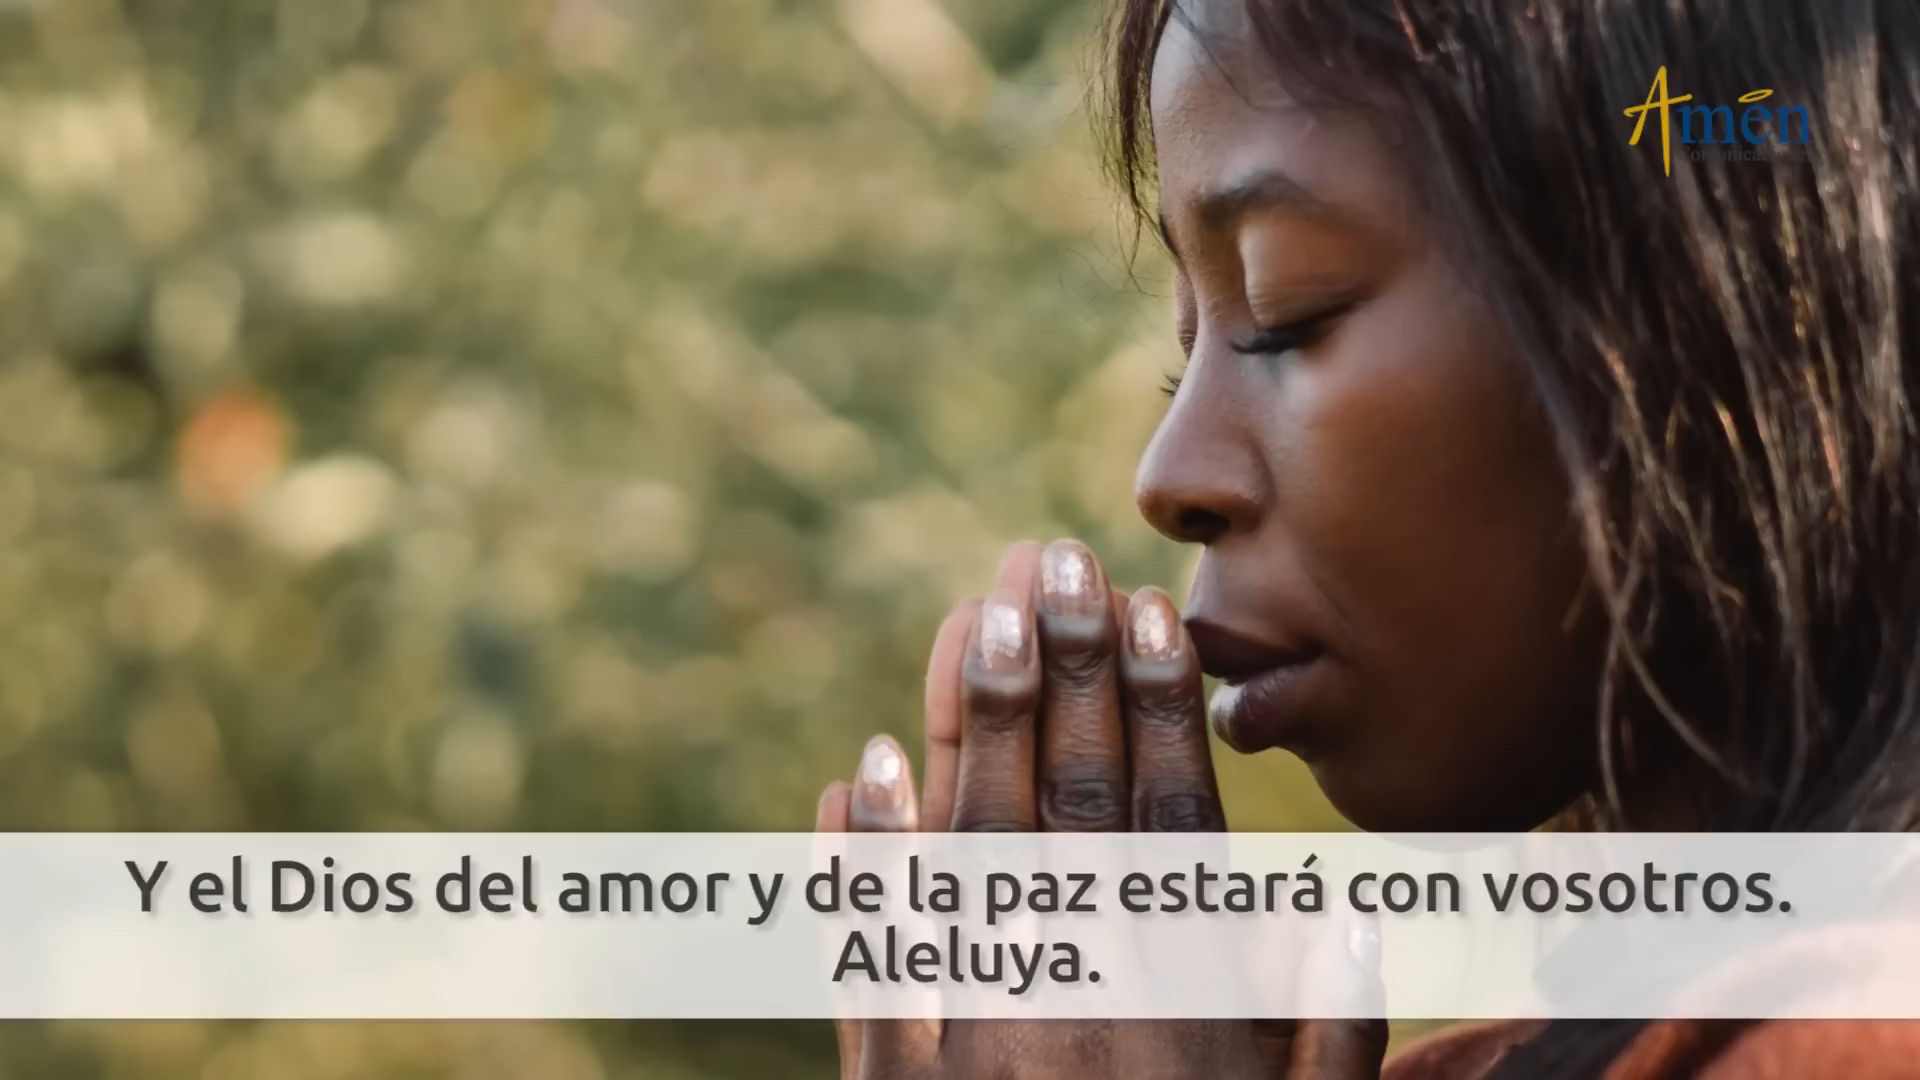 Amén
Y el Dios del amor y de la paz estará con vosotros.
Aleluya.